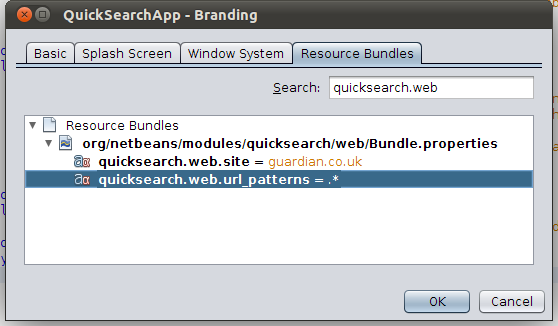 QuickSearchApp - Branding
Basic Splash Screen Window System Resource Bundles
Search: quicksearch.web
Resource Bundles
org/netbeans/modules/quicksearch/web/Bundle.properties
quicksearch.web.site = guardian.co.uk
quicksearch.web.url_patterns = .*
OK Cancel